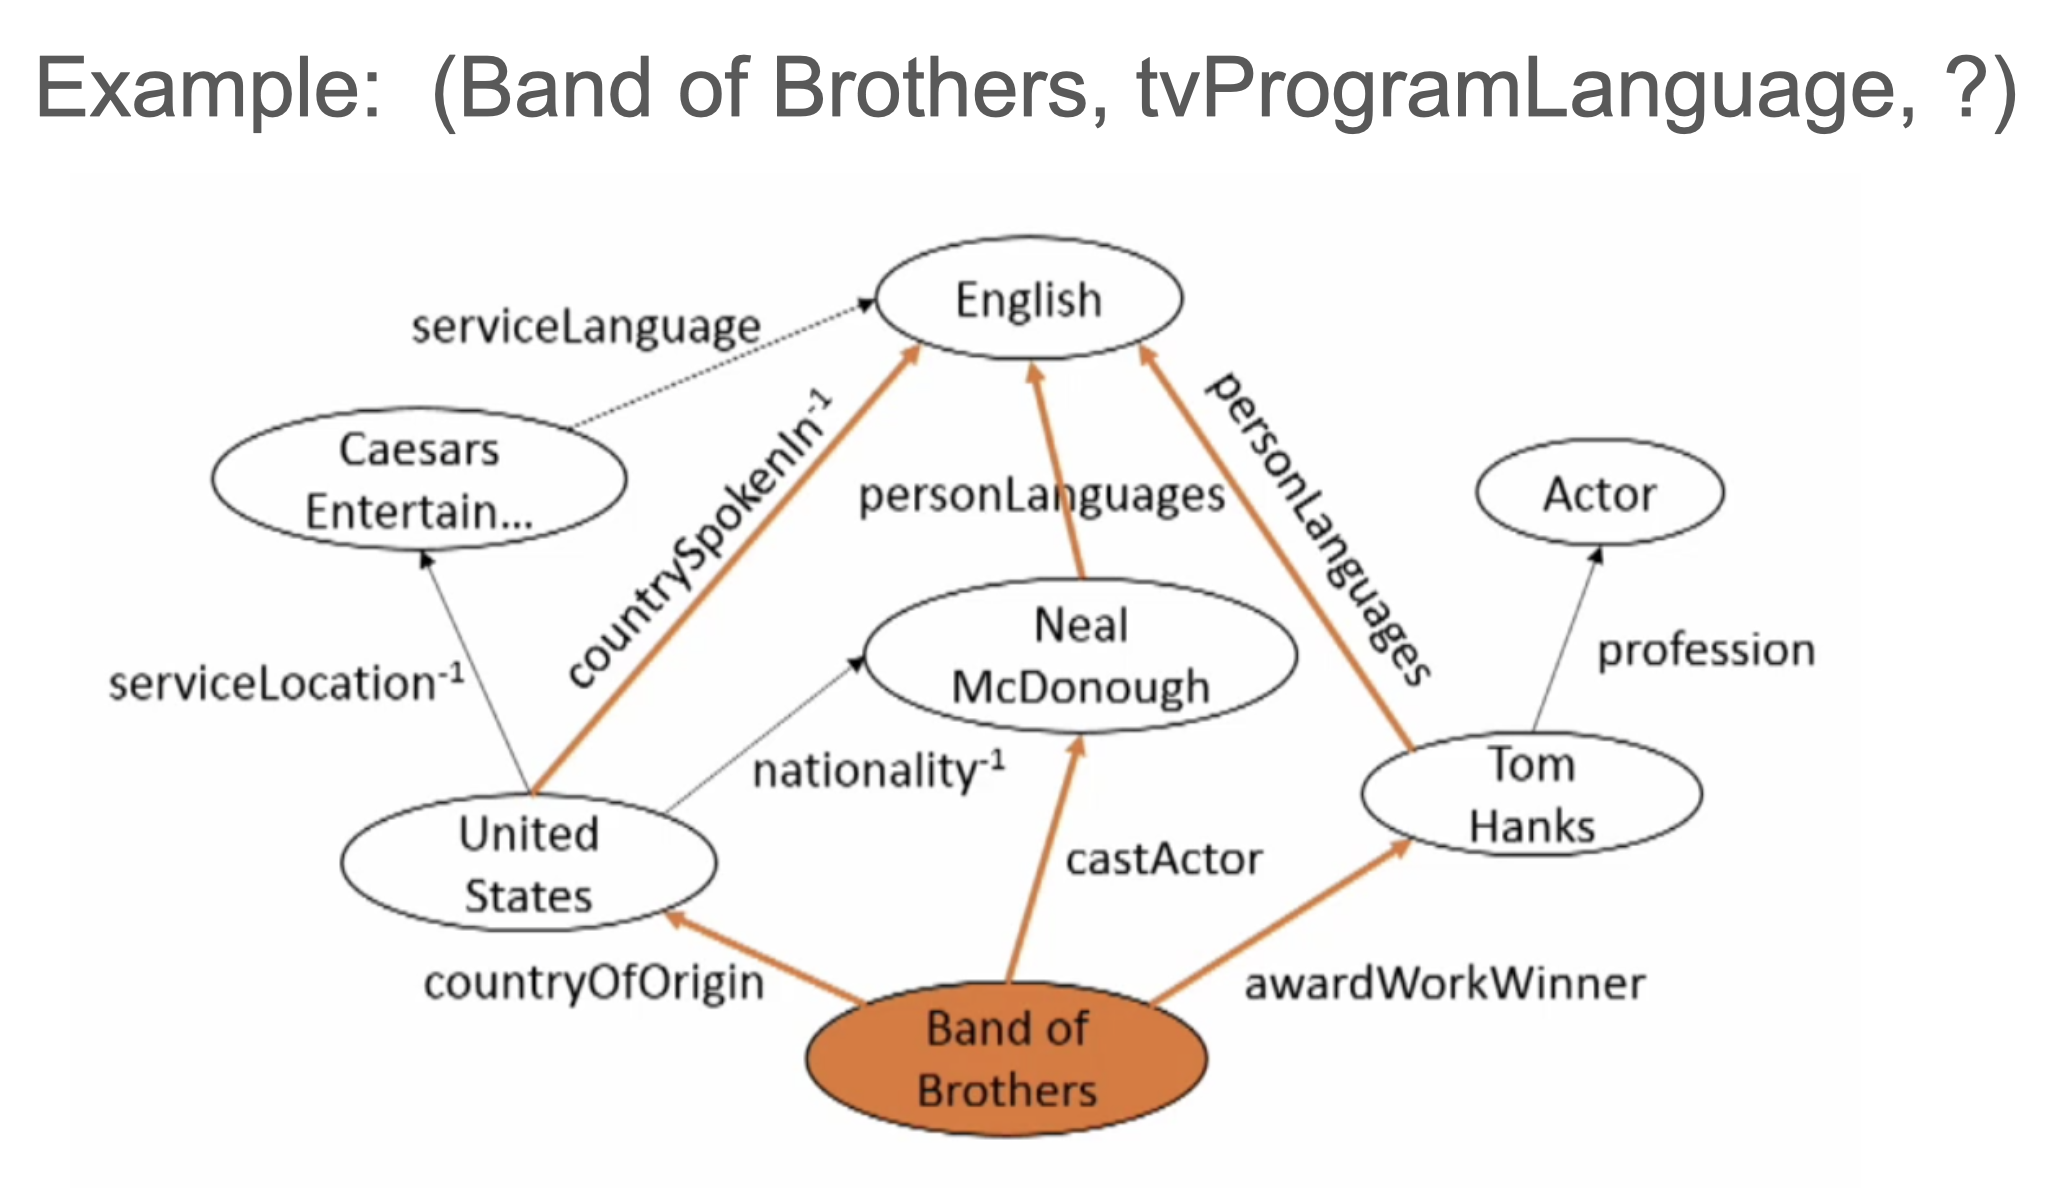 Example: (Band of Brothers, tvProgramLanguage, ?)
English
serviceLanguage
Caesars
Entertain...
countrySpokenIn⁻¹
personLanguages
personLanguages
Actor
Neal
McDonough
profession
serviceLocation⁻¹
nationality⁻¹
Tom
Hanks
United
States
castActor
countryOfOrigin
awardWorkWinner
Band of
Brothers